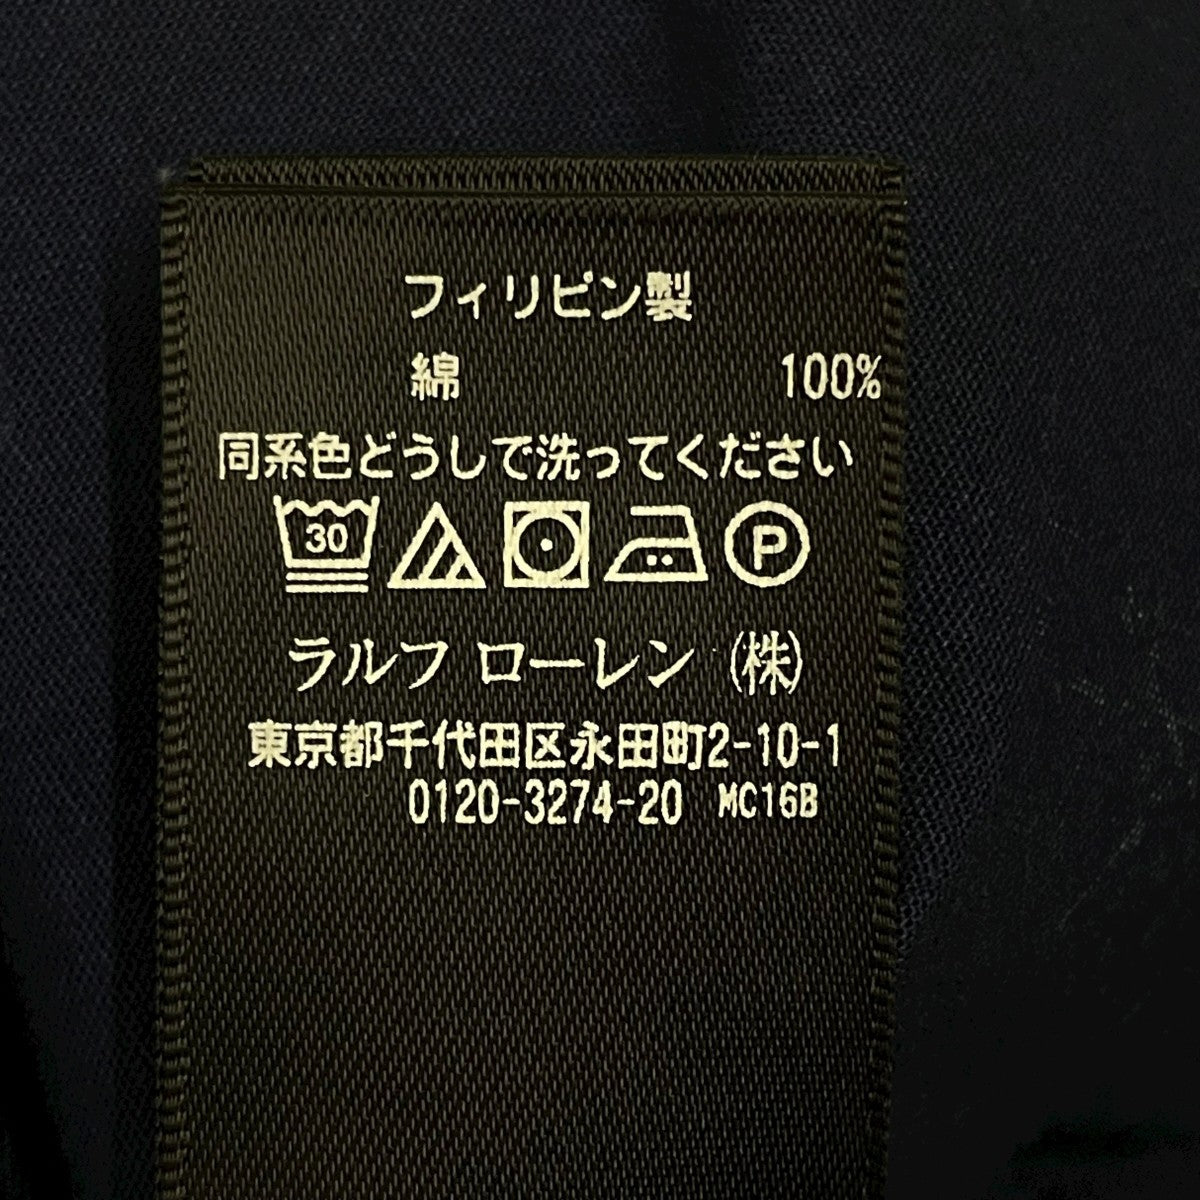 フィリピン製
綿 100%
同系色どうしで洗ってください
30 P
ラルフ ローレン (株)
東京都千代田区永田町2-10-1
0120-3274-20 MC16B